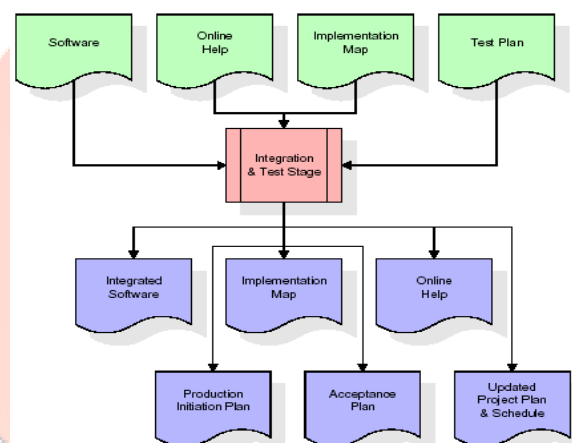 Software
Online
Help
Implementation
Map
Test Plan
Integration
& Test Stage
Integrated
Software
Implementation
Map
Online
Help
Production
Initiation Plan
Acceptance
Plan
Updated
Project Plan
& Schedule